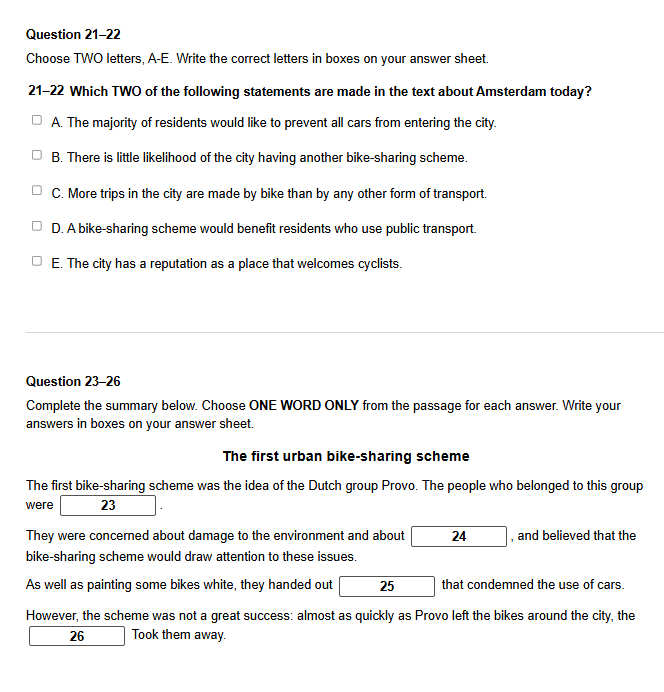 Question 21–22
Choose TWO letters, A-E. Write the correct letters in boxes on your answer sheet.
21–22 Which TWO of the following statements are made in the text about Amsterdam today?
A. The majority of residents would like to prevent all cars from entering the city.
B. There is little likelihood of the city having another bike-sharing scheme.
C. More trips in the city are made by bike than by any other form of transport.
D. A bike-sharing scheme would benefit residents who use public transport.
E. The city has a reputation as a place that welcomes cyclists.
Question 23–26
Complete the summary below. Choose ONE WORD ONLY from the passage for each answer. Write your
answers in boxes on your answer sheet.
The first urban bike-sharing scheme
The first bike-sharing scheme was the idea of the Dutch group Provo. The people who belonged to this group
were 23 .
They were concerned about damage to the environment and about 24 , and believed that the
bike-sharing scheme would draw attention to these issues.
As well as painting some bikes white, they handed out 25 that condemned the use of cars.
However, the scheme was not a great success: almost as quickly as Provo left the bikes around the city, the
26 Took them away.